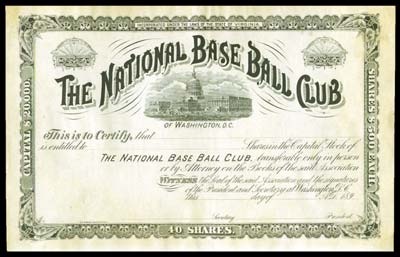 INCORPORATED UNDER THE LAWS OF THE STATE OF VIRGINIA
THE NATIONAL BASE BALL CLUB
OF WASHINGTON, D.C.
CAPITAL $20,000.
SHARES $500 EACH.
This is to Certify, that
is entitled to Shares in the Capital Stock of
THE NATIONAL BASE BALL CLUB, transferable only in person
or by Attorney on the Books of the said Association
WITNESS the Seal of the said Association and the signatures
of the President and Secretary at Washington, D.C.
this day of A.D. 189
Secretary President
40 SHARES.